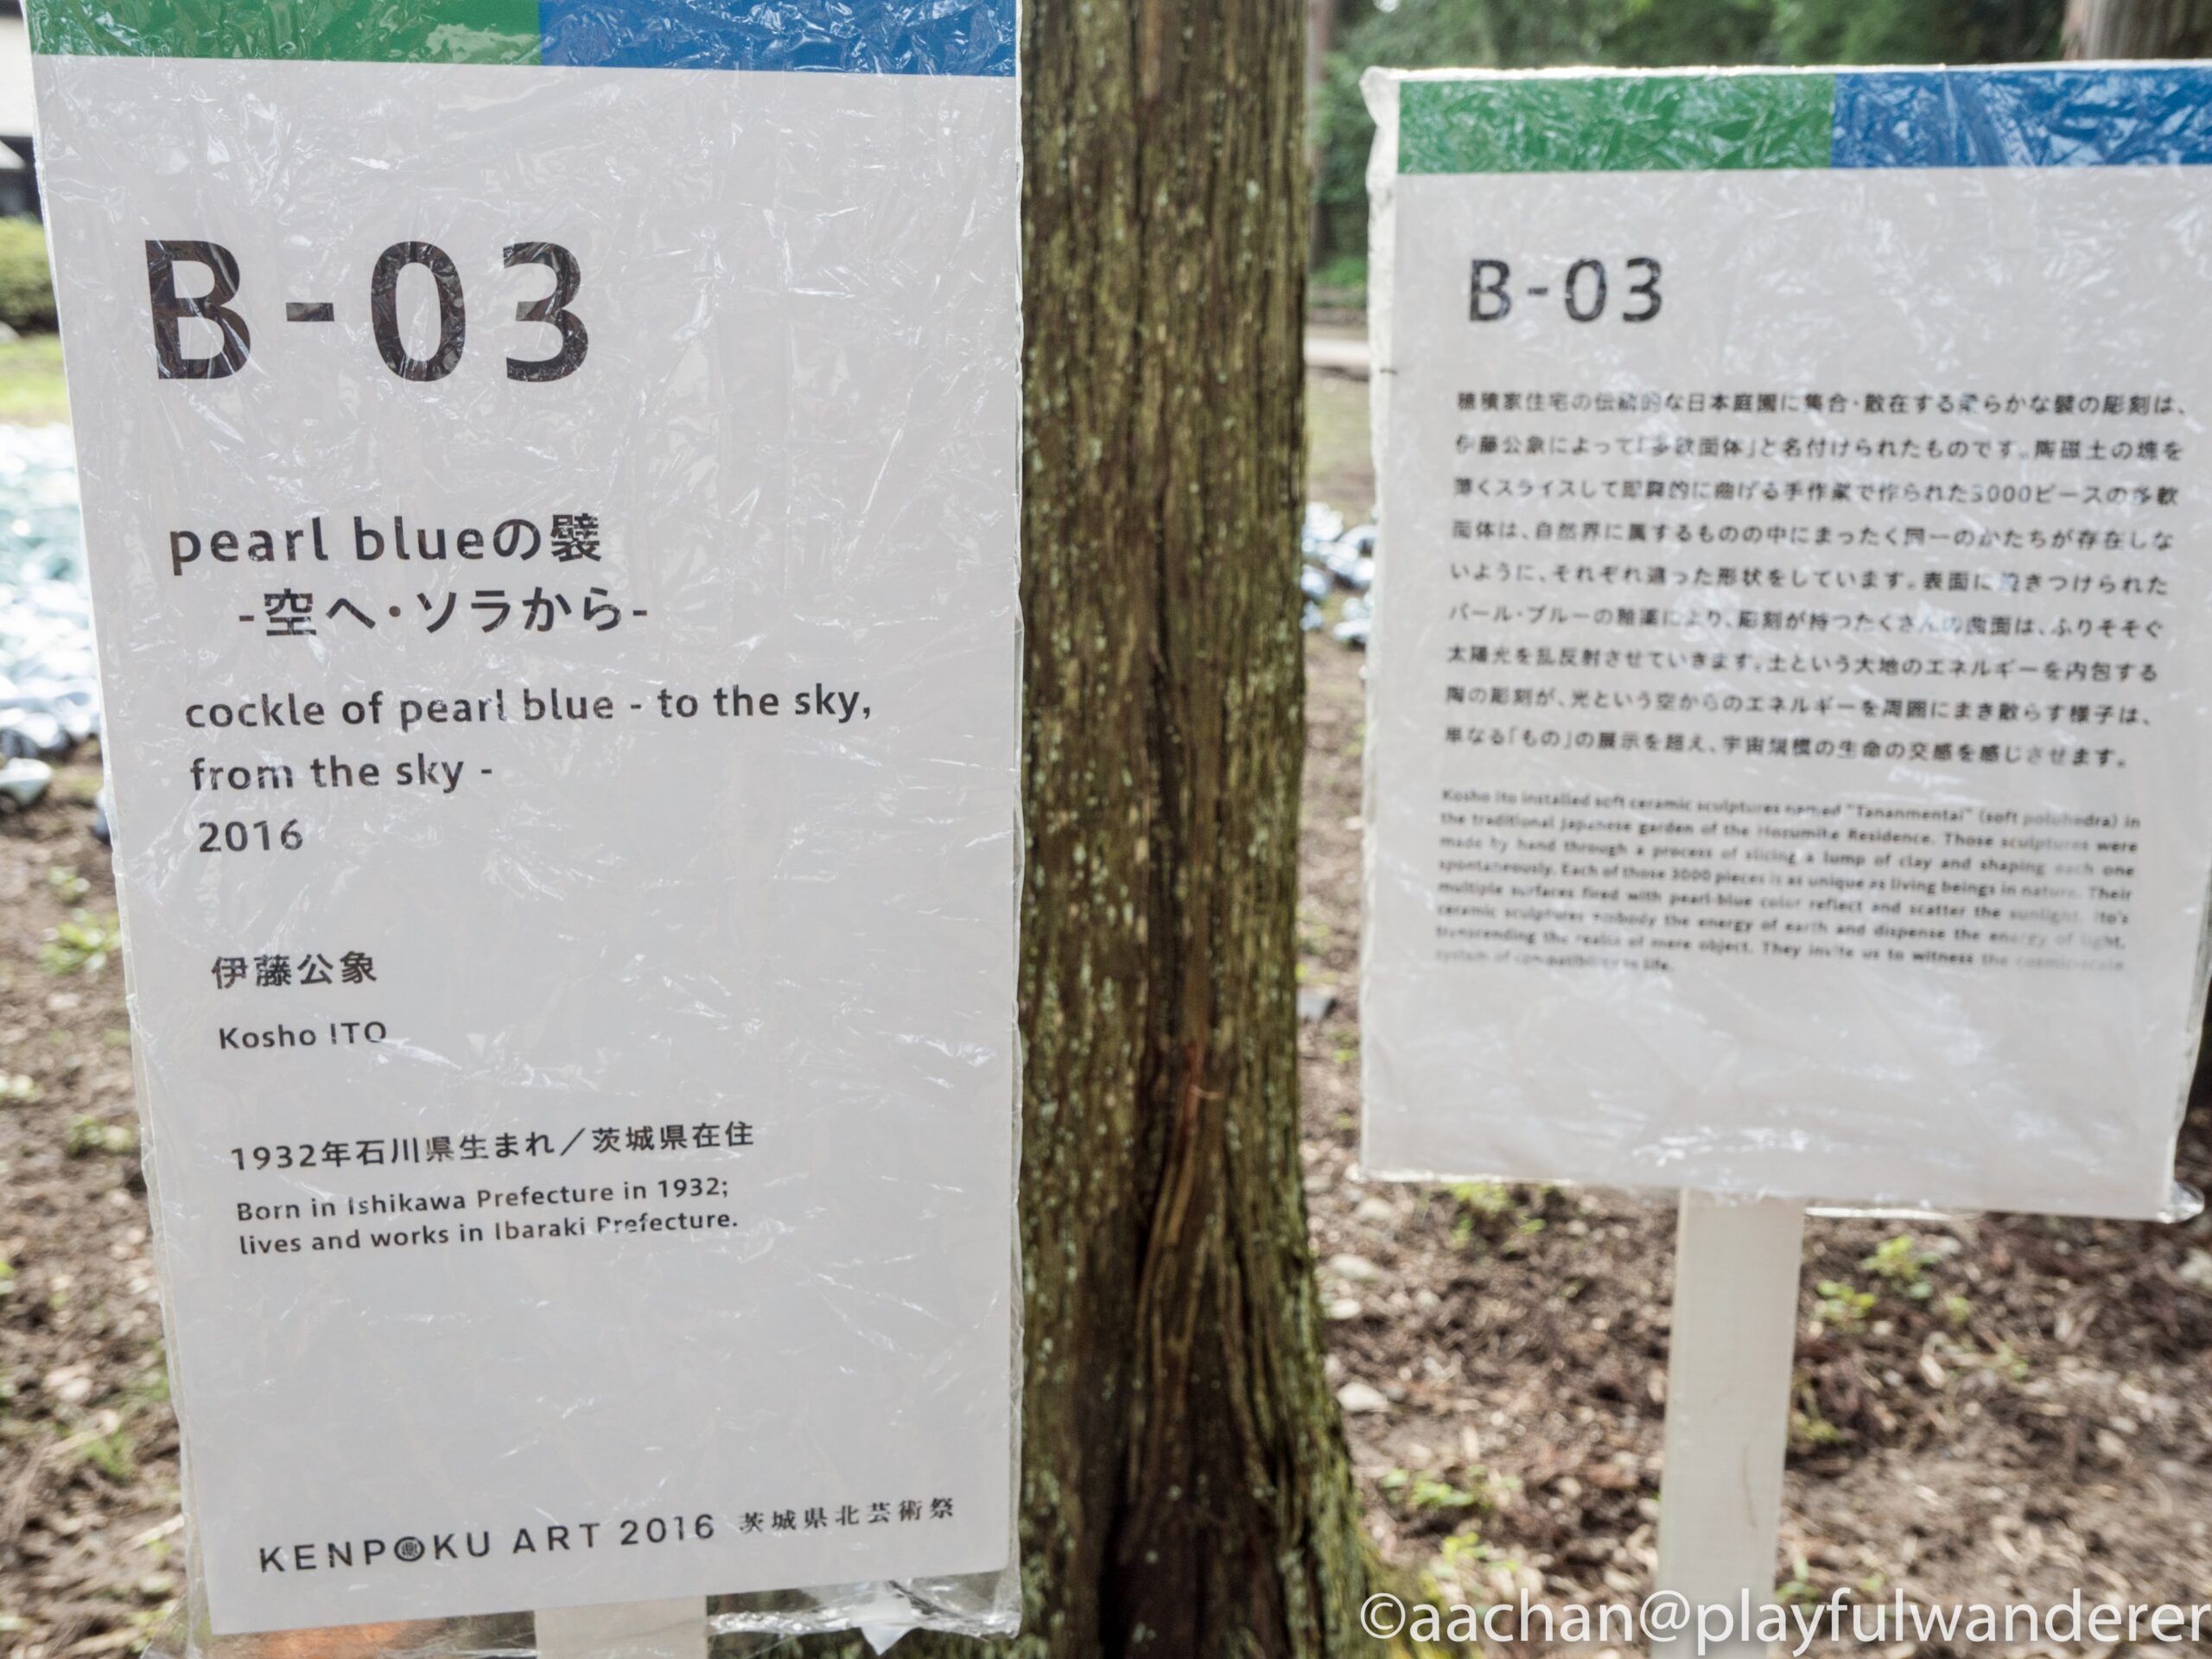 B-03
pearl blueの襞
-空へ・ソラから-
cockle of pearl blue - to the sky,
from the sky -
2016
伊藤公象
Kosho ITO
1932年石川県生まれ／茨城県在住
Born in Ishikawa Prefecture in 1932;
lives and works in Ibaraki Prefecture.
KENPOKU ART 2016 茨城県北芸術祭
B-03
穂積家住宅の伝統的な日本庭園に集合・散在する柔らかな襞の彫刻は、
伊藤公象によって「多軟面体」と名付けられたものです。陶磁土の塊を
薄くスライスして即興的に曲げる手作業で作られた3000ピースの多軟
面体は、自然界に属するものの中にまったく同一のかたちが存在しな
いように、それぞれ違った形状をしています。表面に焼きつけられた
パール・ブルーの釉薬により、彫刻が持つたくさんの曲面は、ふりそそぐ
太陽光を乱反射させていきます。土という大地のエネルギーを内包する
陶の彫刻が、光という空からのエネルギーを周囲にまき散らす様子は、
単なる「もの」の展示を超え、宇宙規模の生命の交感を感じさせます。
Kosho Ito installed soft ceramic sculptures named "Tananmentai" (soft poluhedra) in
the traditional Japanese garden of the Hozumike Residence. Those sculptures were
made by hand through a process of slicing a lump of clay and shaping each one
spontaneously. Each of those 3000 pieces is as unique as living beings in nature. Their
multiple surfaces fired with pearl-blue color reflect and scatter the sunlight. Ito's
ceramic sculptures embody the energy of earth and dispense the energy of light,
transcending the realm of mere object. They invite us to witness the cosmic-scale
system of compatibility in life.
©aachan@playfulwanderer